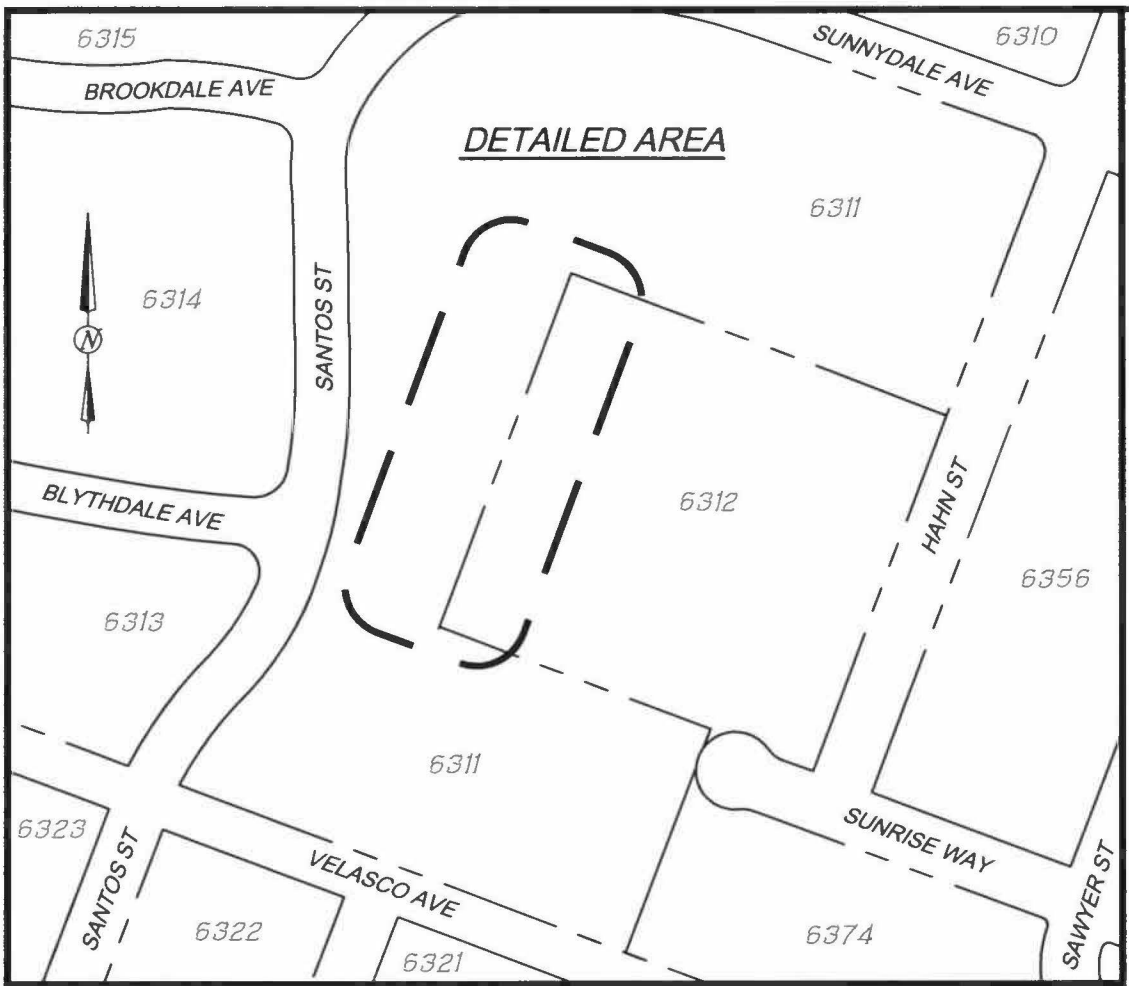 6315
BROOKDALE AVE
SUNNYDALE AVE
6310
DETAILED AREA
6311
6314
N
SANTOS ST
BLYTHDALE AVE
6312
HAHN ST
6356
6313
6311
6323
SANTOS ST
VELASCO AVE
SUNRISE WAY
SAWYER ST
6322
6321
6374